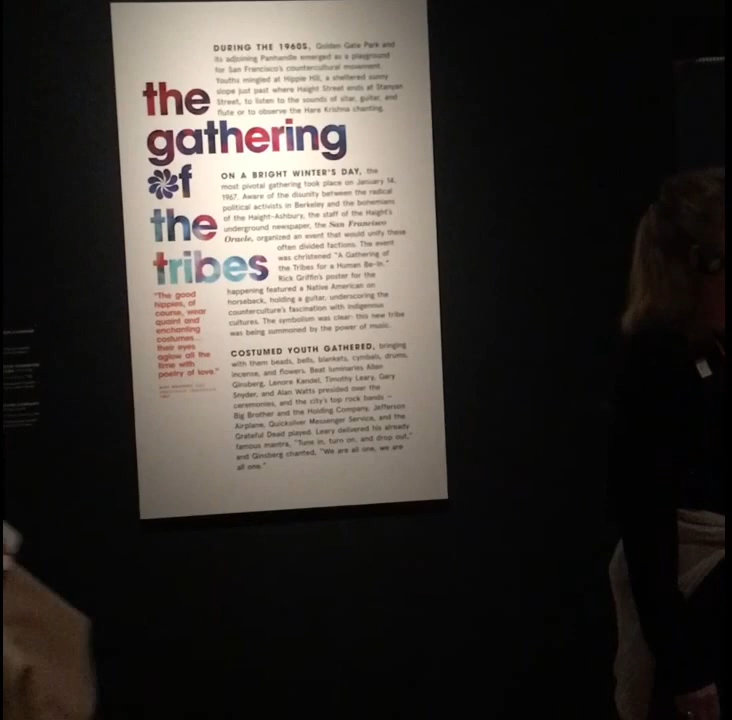 the
gathering
of
the
tribes
DURING THE 1960S, Golden Gate Park and
its adjoining Panhandle emerged as a playground
for San Francisco's countercultural movement.
Youths mingled at Hippie Hill, a sheltered sunny
slope just past where Haight Street ends at Stanyan
Street, to listen to the sounds of sitar, guitar, and
flute or to observe the Hare Krishna chanting.
ON A BRIGHT WINTER'S DAY, the
most pivotal gathering took place on January 14,
1967. Aware of the disunity between the radical
political activists in Berkeley and the bohemians
of the Haight-Ashbury, the staff of the Haight's
underground newspaper, the San Francisco
Oracle, organized an event that would unify these
often divided factions. The event
was christened "A Gathering of
the Tribes for a Human Be-In."
Rick Griffin's poster for the
happening featured a Native American on
horseback, holding a guitar, underscoring the
counterculture's fascination with indigenous
cultures. The symbolism was clear: this new tribe
was being summoned by the power of music.
"The good
hippies, of
course, wear
quaint and
enchanting
costumes...
their eyes
aglow all the
time with
poetry of love."
COSTUMED YOUTH GATHERED, bringing
with them beads, bells, blankets, cymbals, drums,
incense, and flowers. Beat luminaries Allen
Ginsberg, Lenore Kandel, Timothy Leary, Gary
Snyder, and Alan Watts presided over the
ceremonies, and the city's top rock bands –
Big Brother and the Holding Company, Jefferson
Airplane, Quicksilver Messenger Service, and the
Grateful Dead played. Leary delivered his already
famous mantra, "Tune in, turn on, and drop out,"
and Ginsberg chanted, "We are all one, we are
all one."